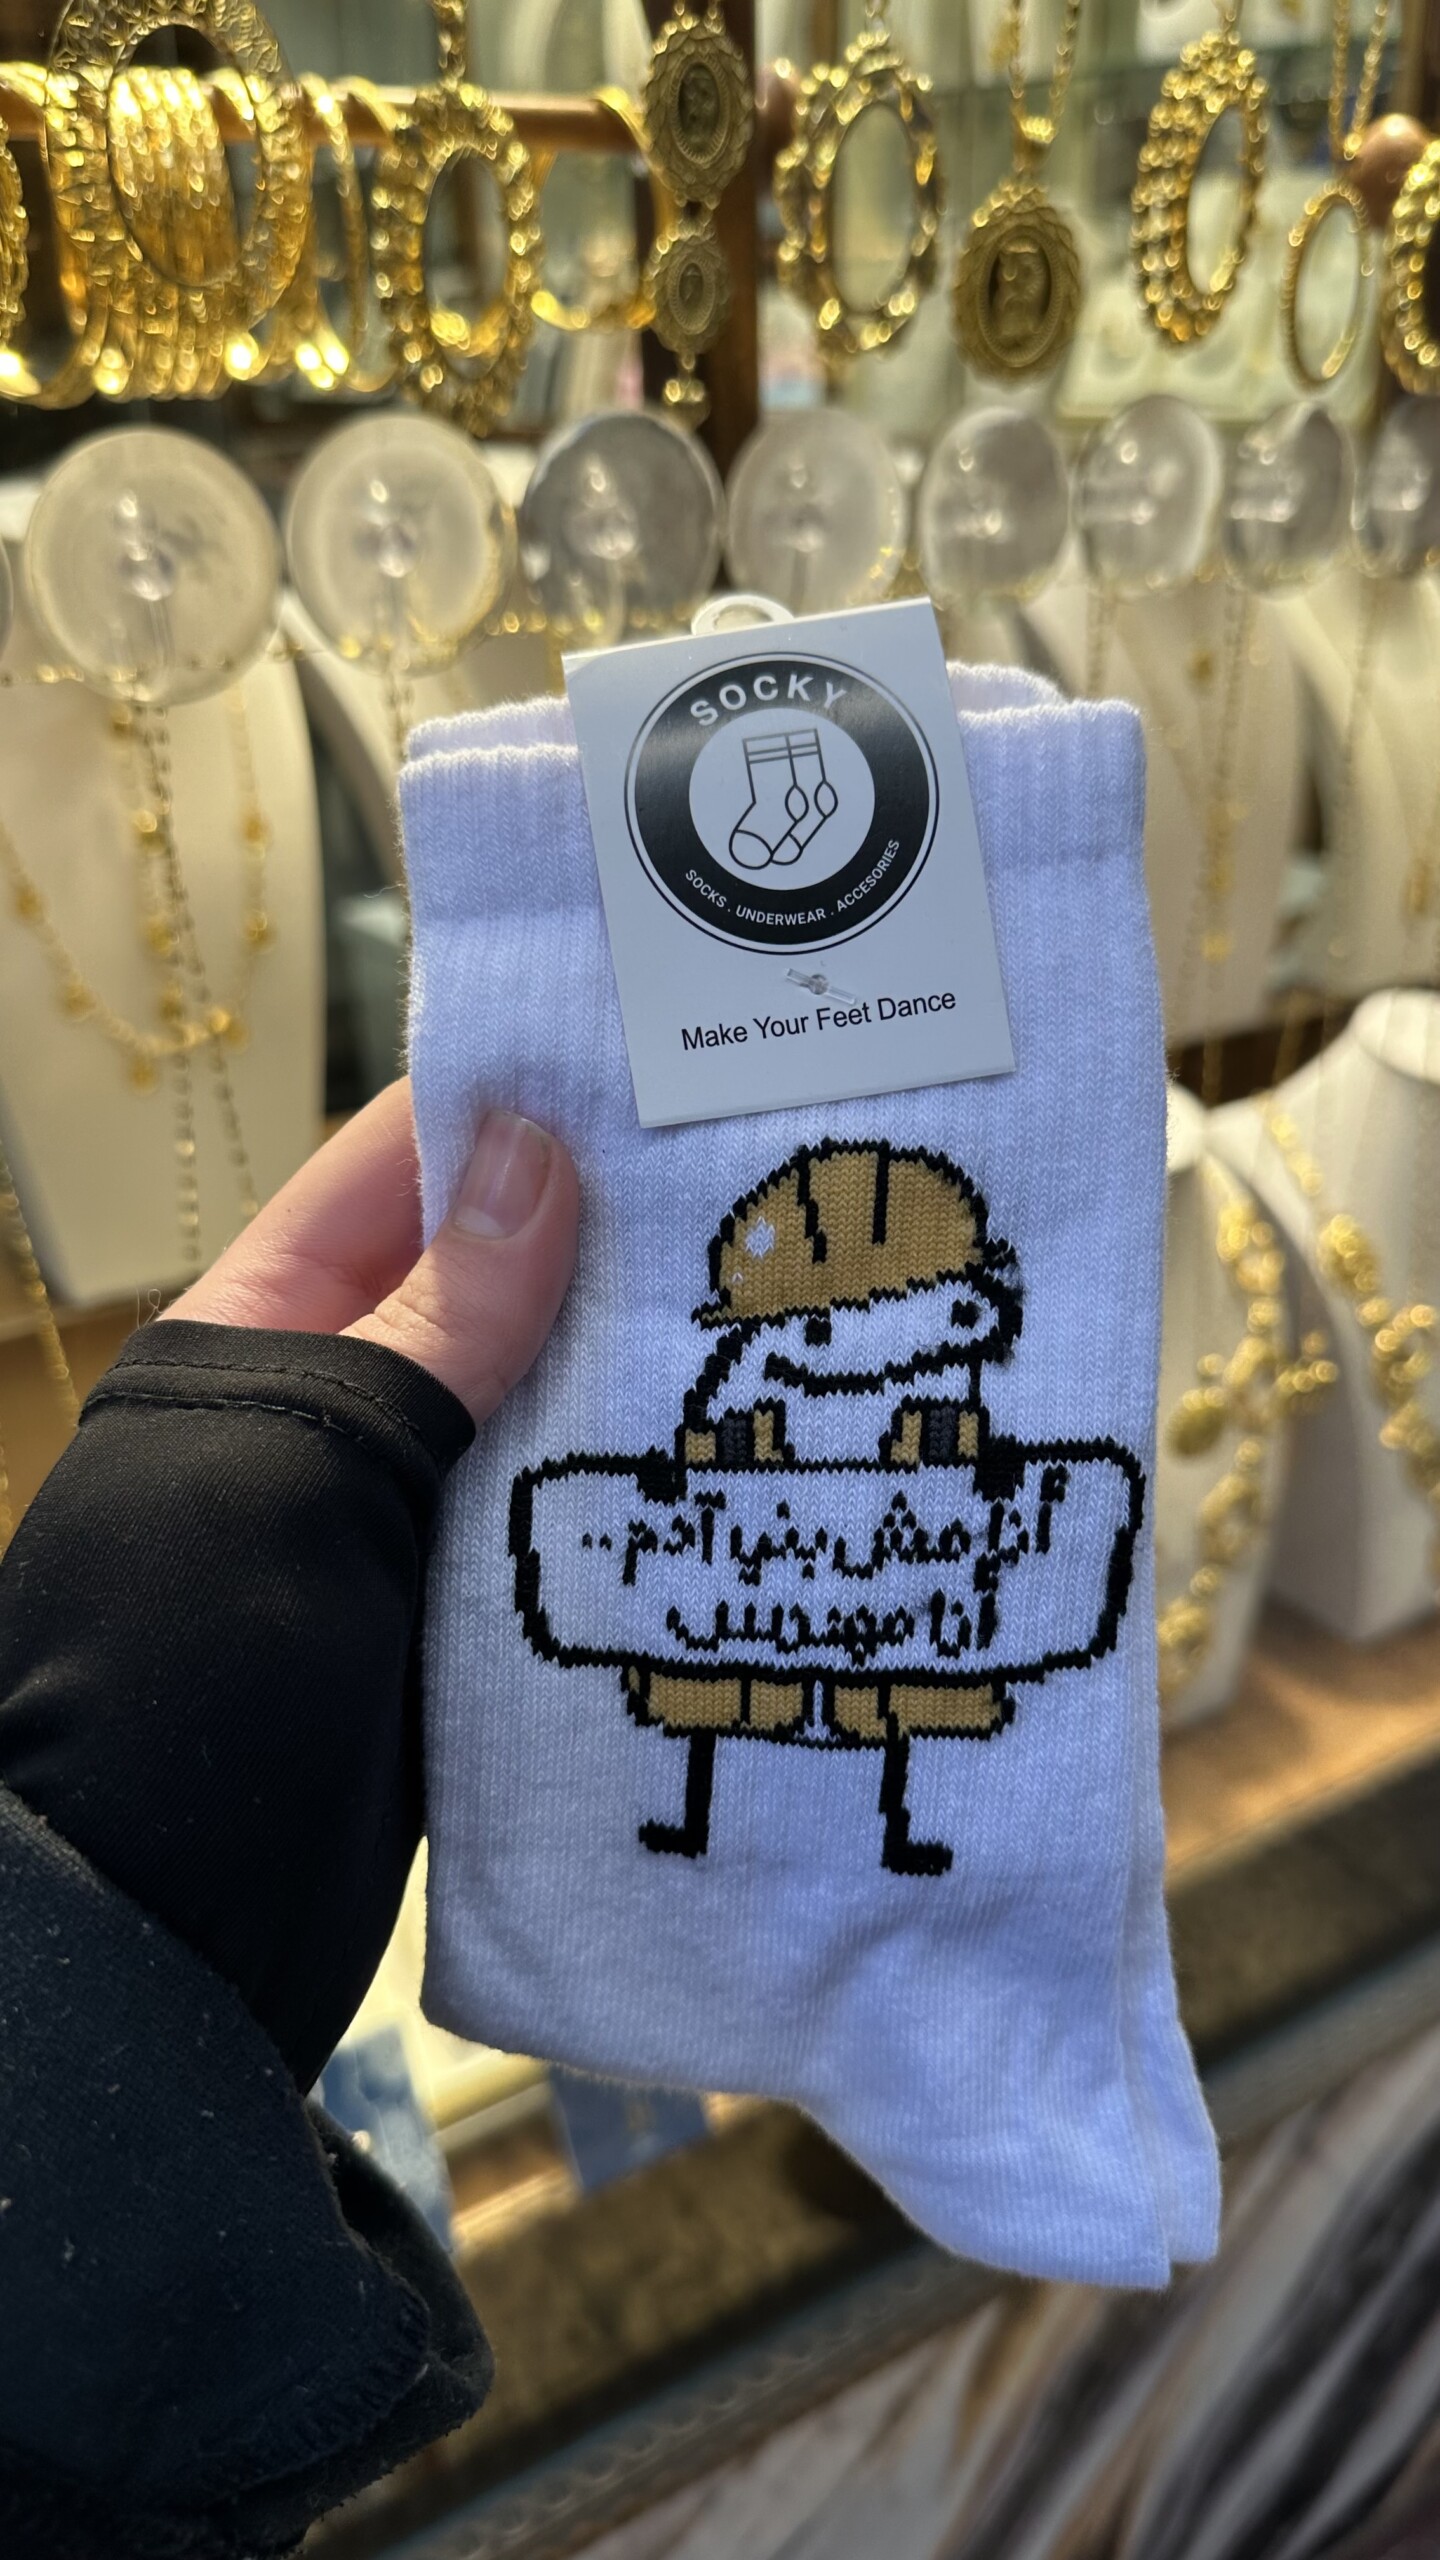 SOCKY
SOCKS . UNDERWEAR . ACCESORIES
Make Your Feet Dance
أنا مش بني آدم..
أنا مهندس